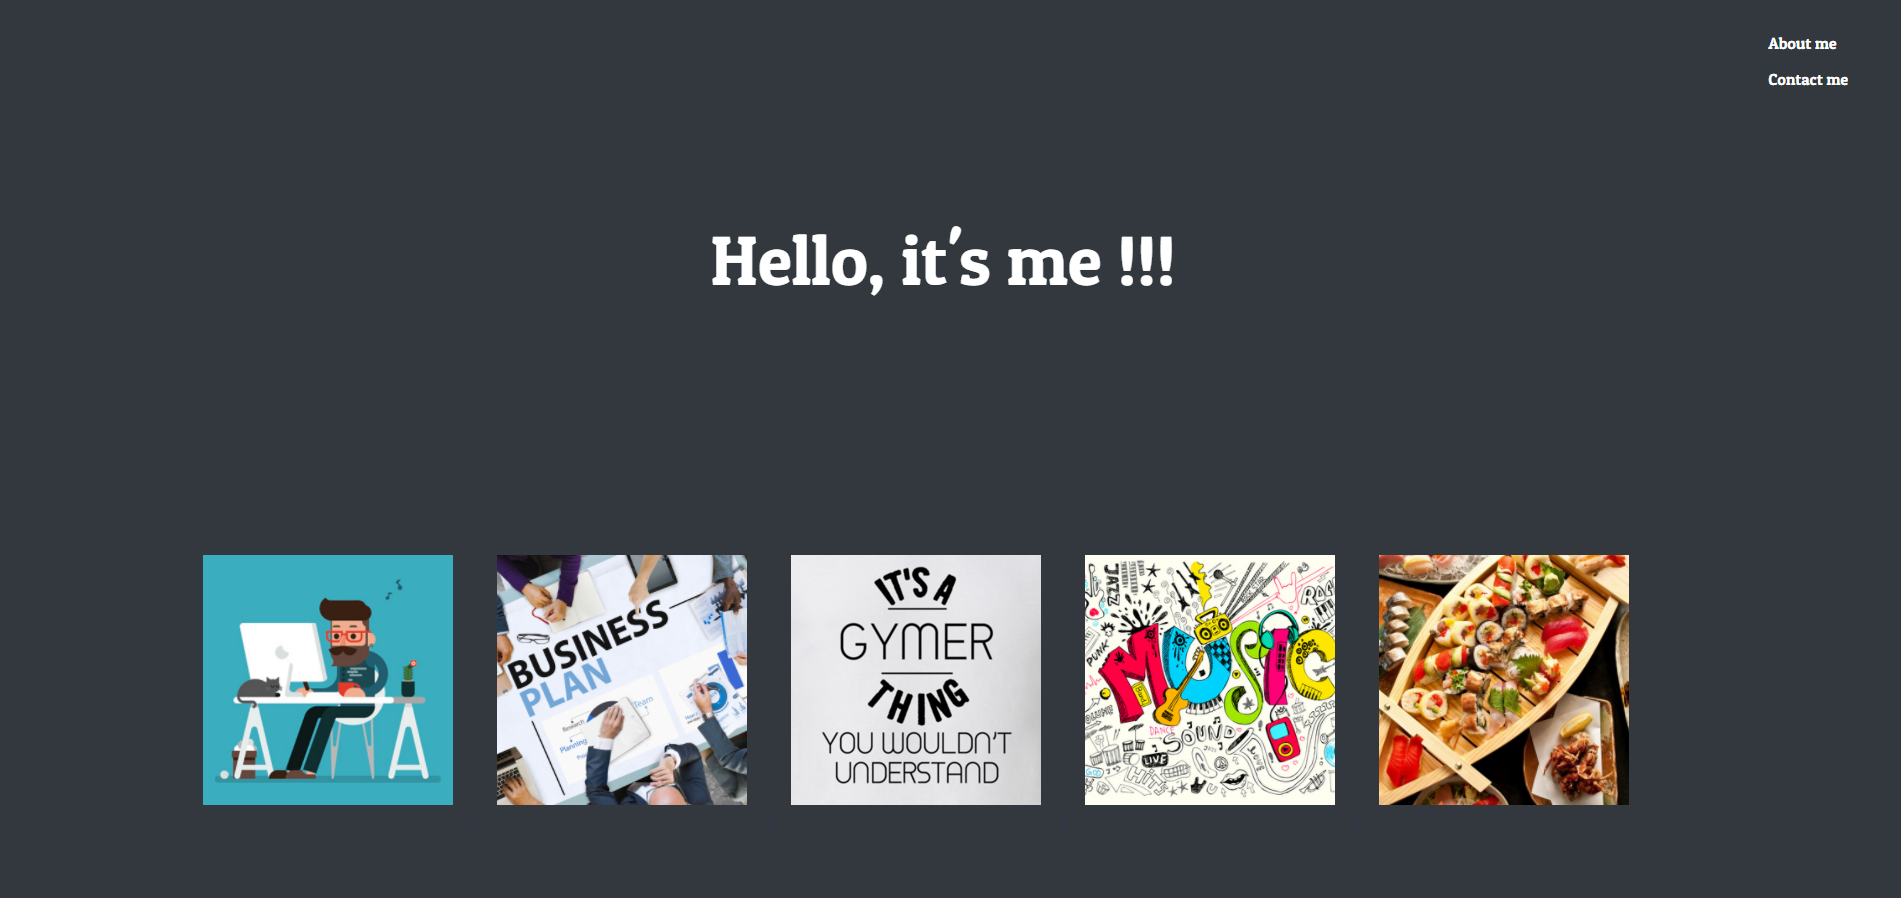 About me
Contact me
Hello, it's me !!!
BUSINESS
PLAN
Research
Team
Planning
IT'S A
GYMER
THING
YOU WOULDN'T
UNDERSTAND
JAZZ
PUNK
MUSIC
Band
DANCE
SOUND
LIVE
HITS